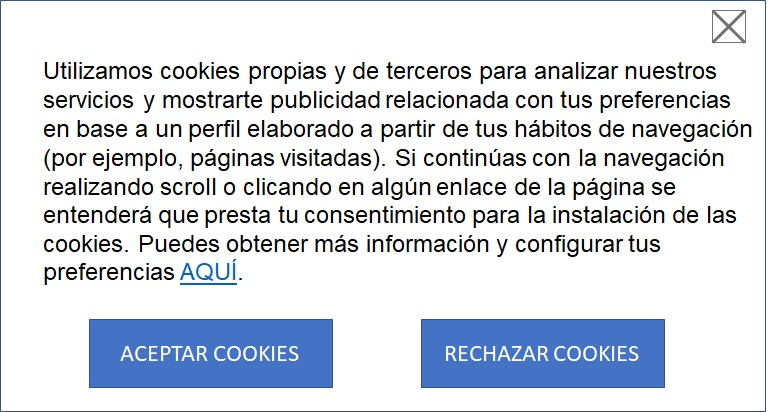 Utilizamos cookies propias y de terceros para analizar nuestros
servicios y mostrarte publicidad relacionada con tus preferencias
en base a un perfil elaborado a partir de tus hábitos de navegación
(por ejemplo, páginas visitadas). Si continúas con la navegación
realizando scroll o clicando en algún enlace de la página se
entenderá que presta tu consentimiento para la instalación de las
cookies. Puedes obtener más información y configurar tus
preferencias AQUÍ.
ACEPTAR COOKIES
RECHAZAR COOKIES